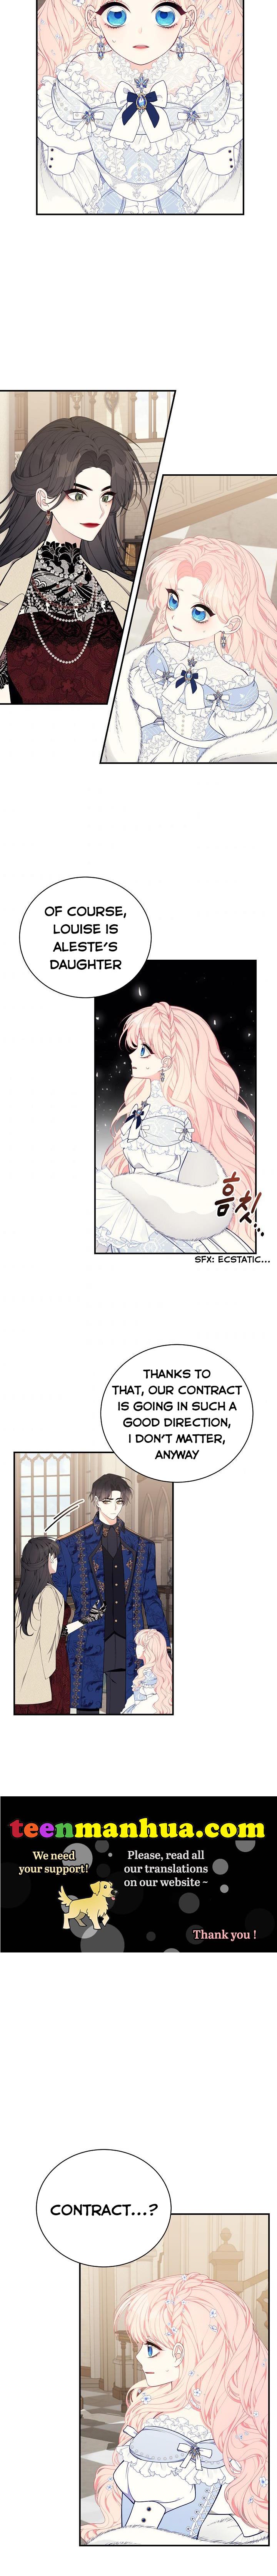 OF COURSE,
LOUISE IS
ALESTE'S
DAUGHTER
흠칫...
SFX: ECSTATIC...
THANKS TO
THAT, OUR CONTRACT
IS GOING IN SUCH A
GOOD DIRECTION,
I DON'T MATTER,
ANYWAY
teenmanhua.com
We need
your support!
Please, read all
our translations
on our website ~
Thank you !
CONTRACT...?